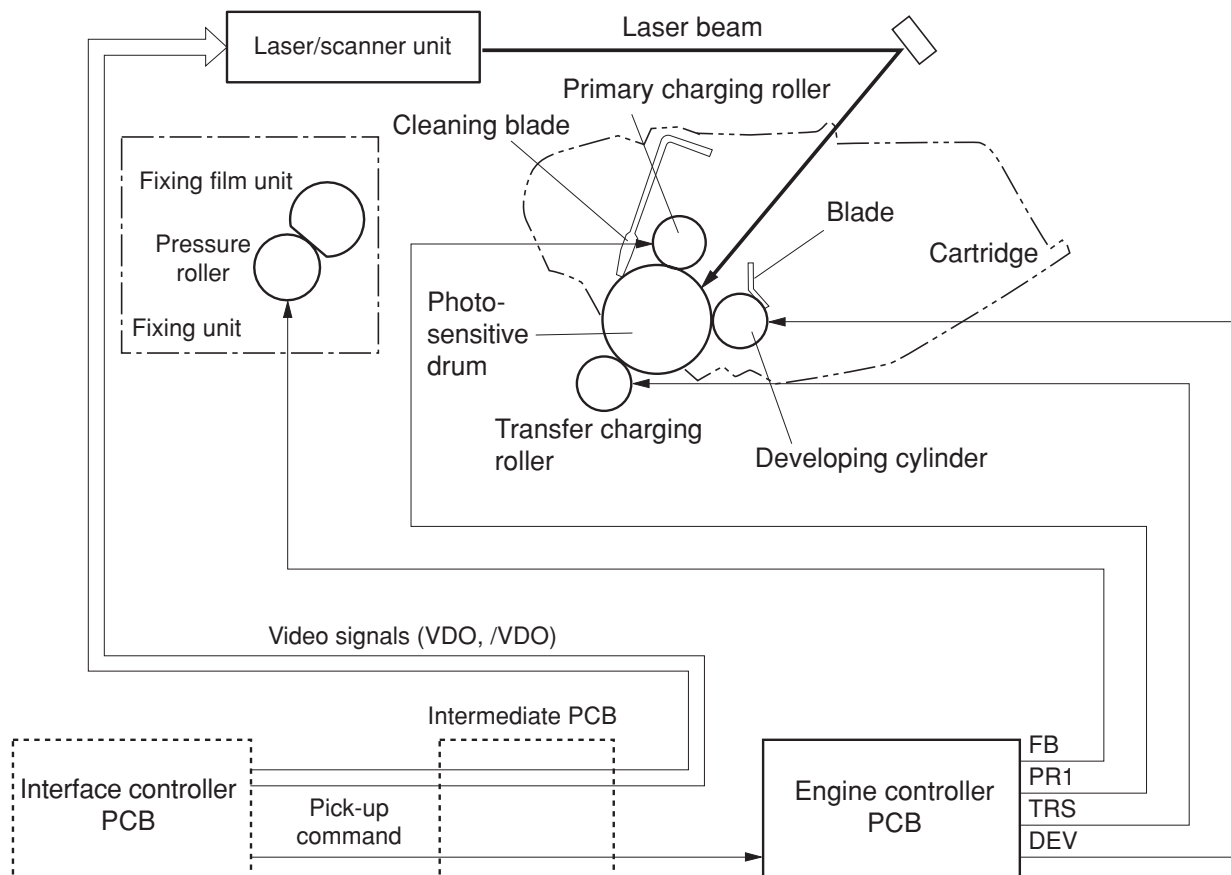 Laser/scanner unit
Laser beam
Primary charging roller
Cleaning blade
Fixing film unit
Pressure
roller
Fixing unit
Blade
Cartridge
Photo-
sensitive
drum
Transfer charging
roller
Developing cylinder
Video signals (VDO, /VDO)
Intermediate PCB
Interface controller
PCB
Pick-up
command
Engine controller
PCB
FB
PR1
TRS
DEV